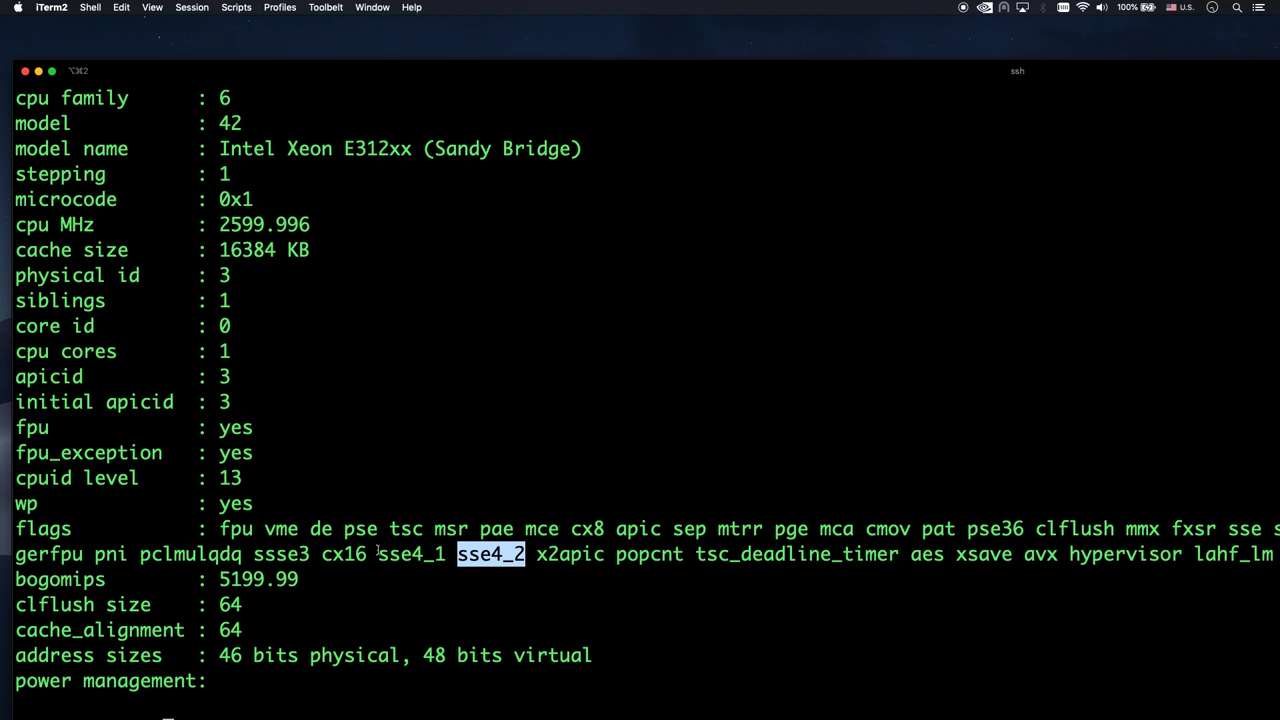 iTerm2 Shell Edit View Session Scripts Profiles Toolbelt Window Help 100% U.S.
⌥⌘2 ssh
cpu family : 6
model : 42
model name : Intel Xeon E312xx (Sandy Bridge)
stepping : 1
microcode : 0x1
cpu MHz : 2599.996
cache size : 16384 KB
physical id : 3
siblings : 1
core id : 0
cpu cores : 1
apicid : 3
initial apicid : 3
fpu : yes
fpu_exception : yes
cpuid level : 13
wp : yes
flags : fpu vme de pse tsc msr pae mce cx8 apic sep mtrr pge mca cmov pat pse36 clflush mmx fxsr sse s
gerfpu pni pclmulqdq ssse3 cx16 sse4_1 sse4_2 x2apic popcnt tsc_deadline_timer aes xsave avx hypervisor lahf_lm
bogomips : 5199.99
clflush size : 64
cache_alignment : 64
address sizes : 46 bits physical, 48 bits virtual
power management: